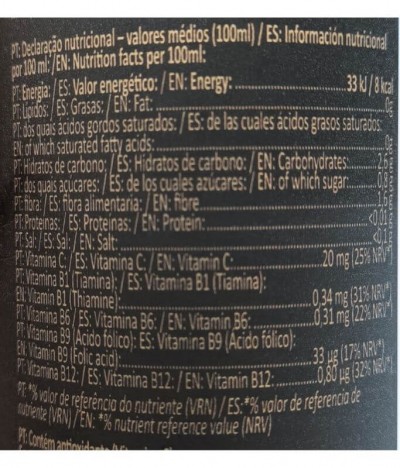 PT: Declaração nutricional – valores médios (100ml) / ES: Información nutricional
por 100 ml: / EN: Nutrition facts per 100ml:
PT: Energia: / ES: Valor energético: / EN: Energy: 33 kJ / 8 kcal
PT: Lípidos: / ES: Grasas: / EN: Fat: 0g
PT: dos quais ácidos gordos saturados: / ES: de las cuales ácidos grasos saturados:
EN: of which saturated fatty acids:
PT: Hidratos de carbono: / ES: Hidratos de carbono: / EN: Carbohydrates:
PT: dos quais açucares: / ES: de los cuales azúcares: / EN: of which sugar
PT: fibra: / ES: fibra alimentaria: / EN: fibre
PT: Proteínas: / ES: Proteínas: / EN: Protein:
PT: Sal: / ES: Sal: / EN: Salt:
PT: Vitamina C: / ES: Vitamina C: / EN: Vitamin C: 20 mg (25% NRV*)
PT: Vitamina B1 (Tiamina): / ES: Vitamina B1 (Tiamina):
EN: Vitamin B1 (Thiamine): 0,34 mg (31% NRV*)
PT: Vitamina B6 / ES: Vitamina B6: / EN: Vitamin B6: 0,31 mg (22% NRV*)
PT: Vitamina B9 (Ácido folico): ES: Vitamina B9 (Ácido fólico):
EN: Vitamin B9 (Folic acid): 33 µg (17% NRV*)
PT: Vitamina B12: / ES: Vitamina B12: / EN: Vitamin B12: 0,80 µg (32% NRV*)
PT: *% valor de referência do nutriente (VRN) / ES:*% valor de referencia de
nutriente (VRN) / EN: *% nutrient reference value (NRV)
PT: Contém antioxidante